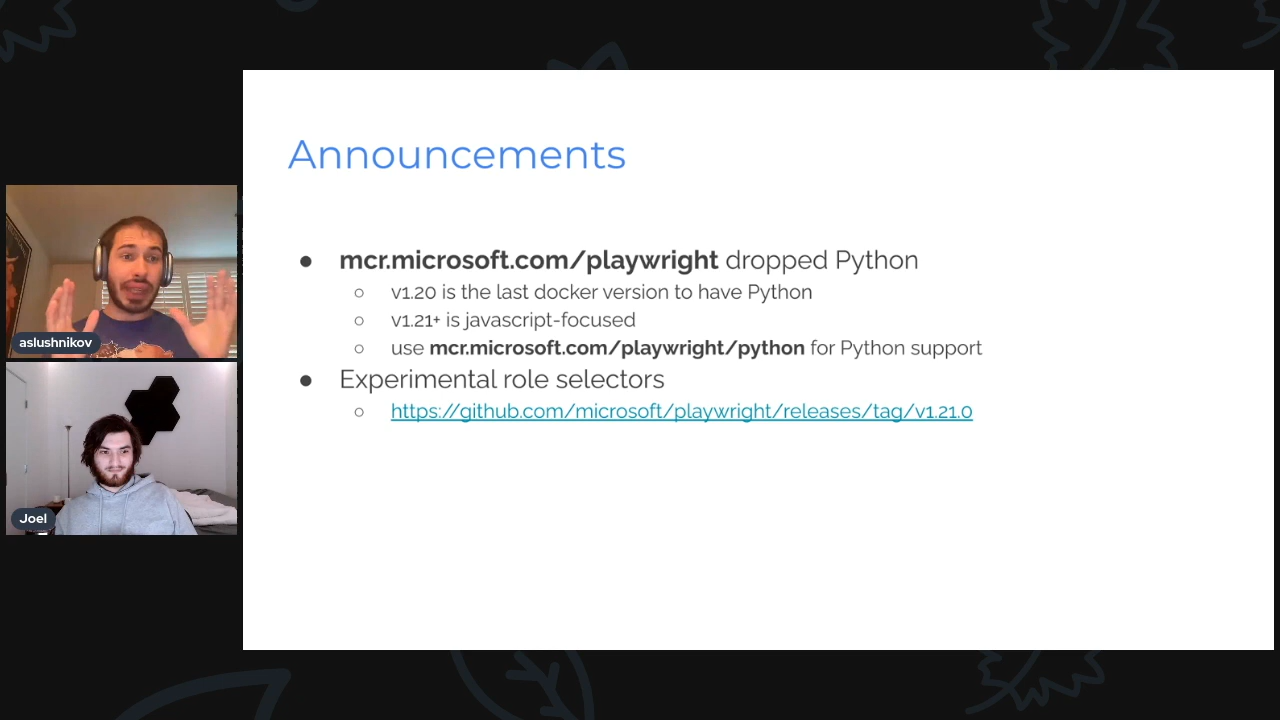 Announcements
● mcr.microsoft.com/playwright dropped Python
○ v1.20 is the last docker version to have Python
○ v1.21+ is javascript-focused
○ use mcr.microsoft.com/playwright/python for Python support
● Experimental role selectors
○ https://github.com/microsoft/playwright/releases/tag/v1.21.0
aslushnikov
Joel